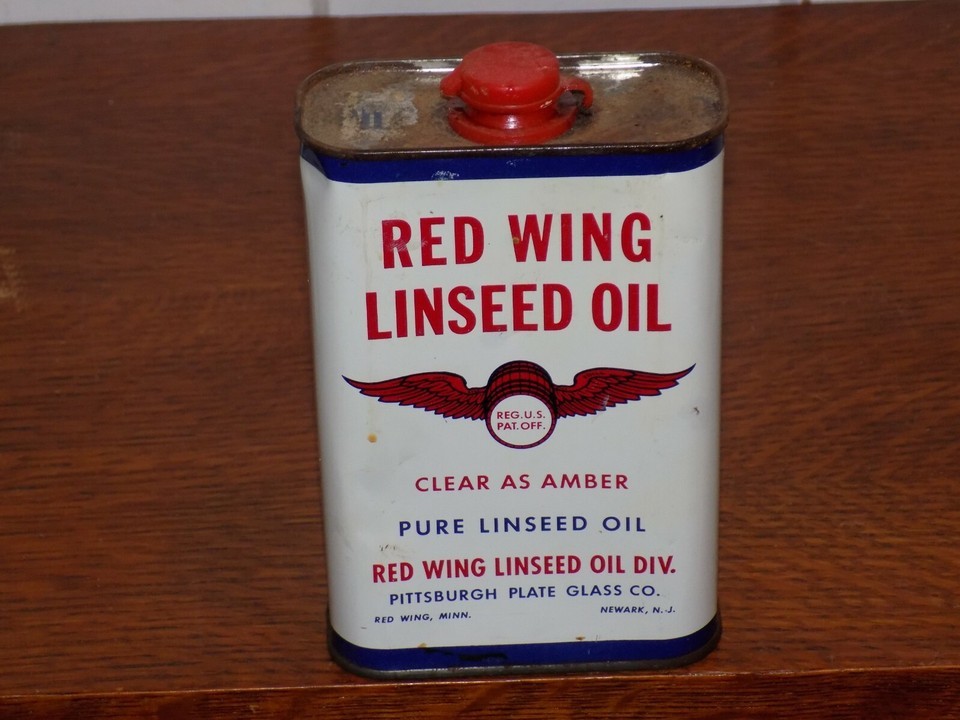 RED WING
LINSEED OIL
REG.U.S.
PAT.OFF.
CLEAR AS AMBER
PURE LINSEED OIL
RED WING LINSEED OIL DIV.
PITTSBURGH PLATE GLASS CO.
RED WING, MINN. NEWARK, N.J.